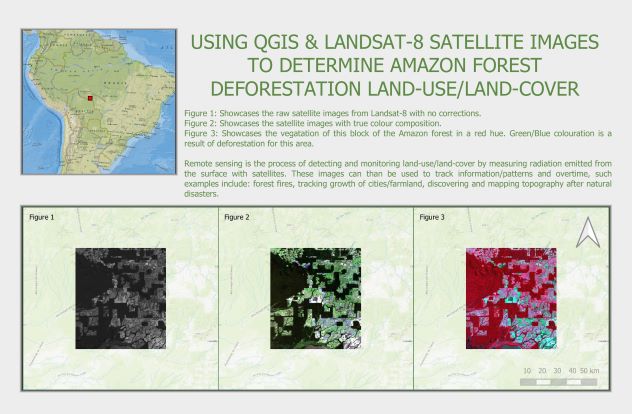 USING QGIS & LANDSAT-8 SATELLITE IMAGES
TO DETERMINE AMAZON FOREST
DEFORESTATION LAND-USE/LAND-COVER
Figure 1: Showcases the raw satellite images from Landsat-8 with no corrections.
Figure 2: Showcases the satellite images with true colour composition.
Figure 3: Showcases the vegatation of this block of the Amazon forest in a red hue. Green/Blue colouration is a
result of deforestation for this area.
Remote sensing is the process of detecting and monitoring land-use/land-cover by measuring radiation emitted from
the surface with satellites. These images can than be used to track information/patterns and overtime, such
examples include: forest fires, tracking growth of cities/farmland, discovering and mapping topography after natural
disasters.
Figure 1
Figure 2
Figure 3
10 20 30 40 50 km